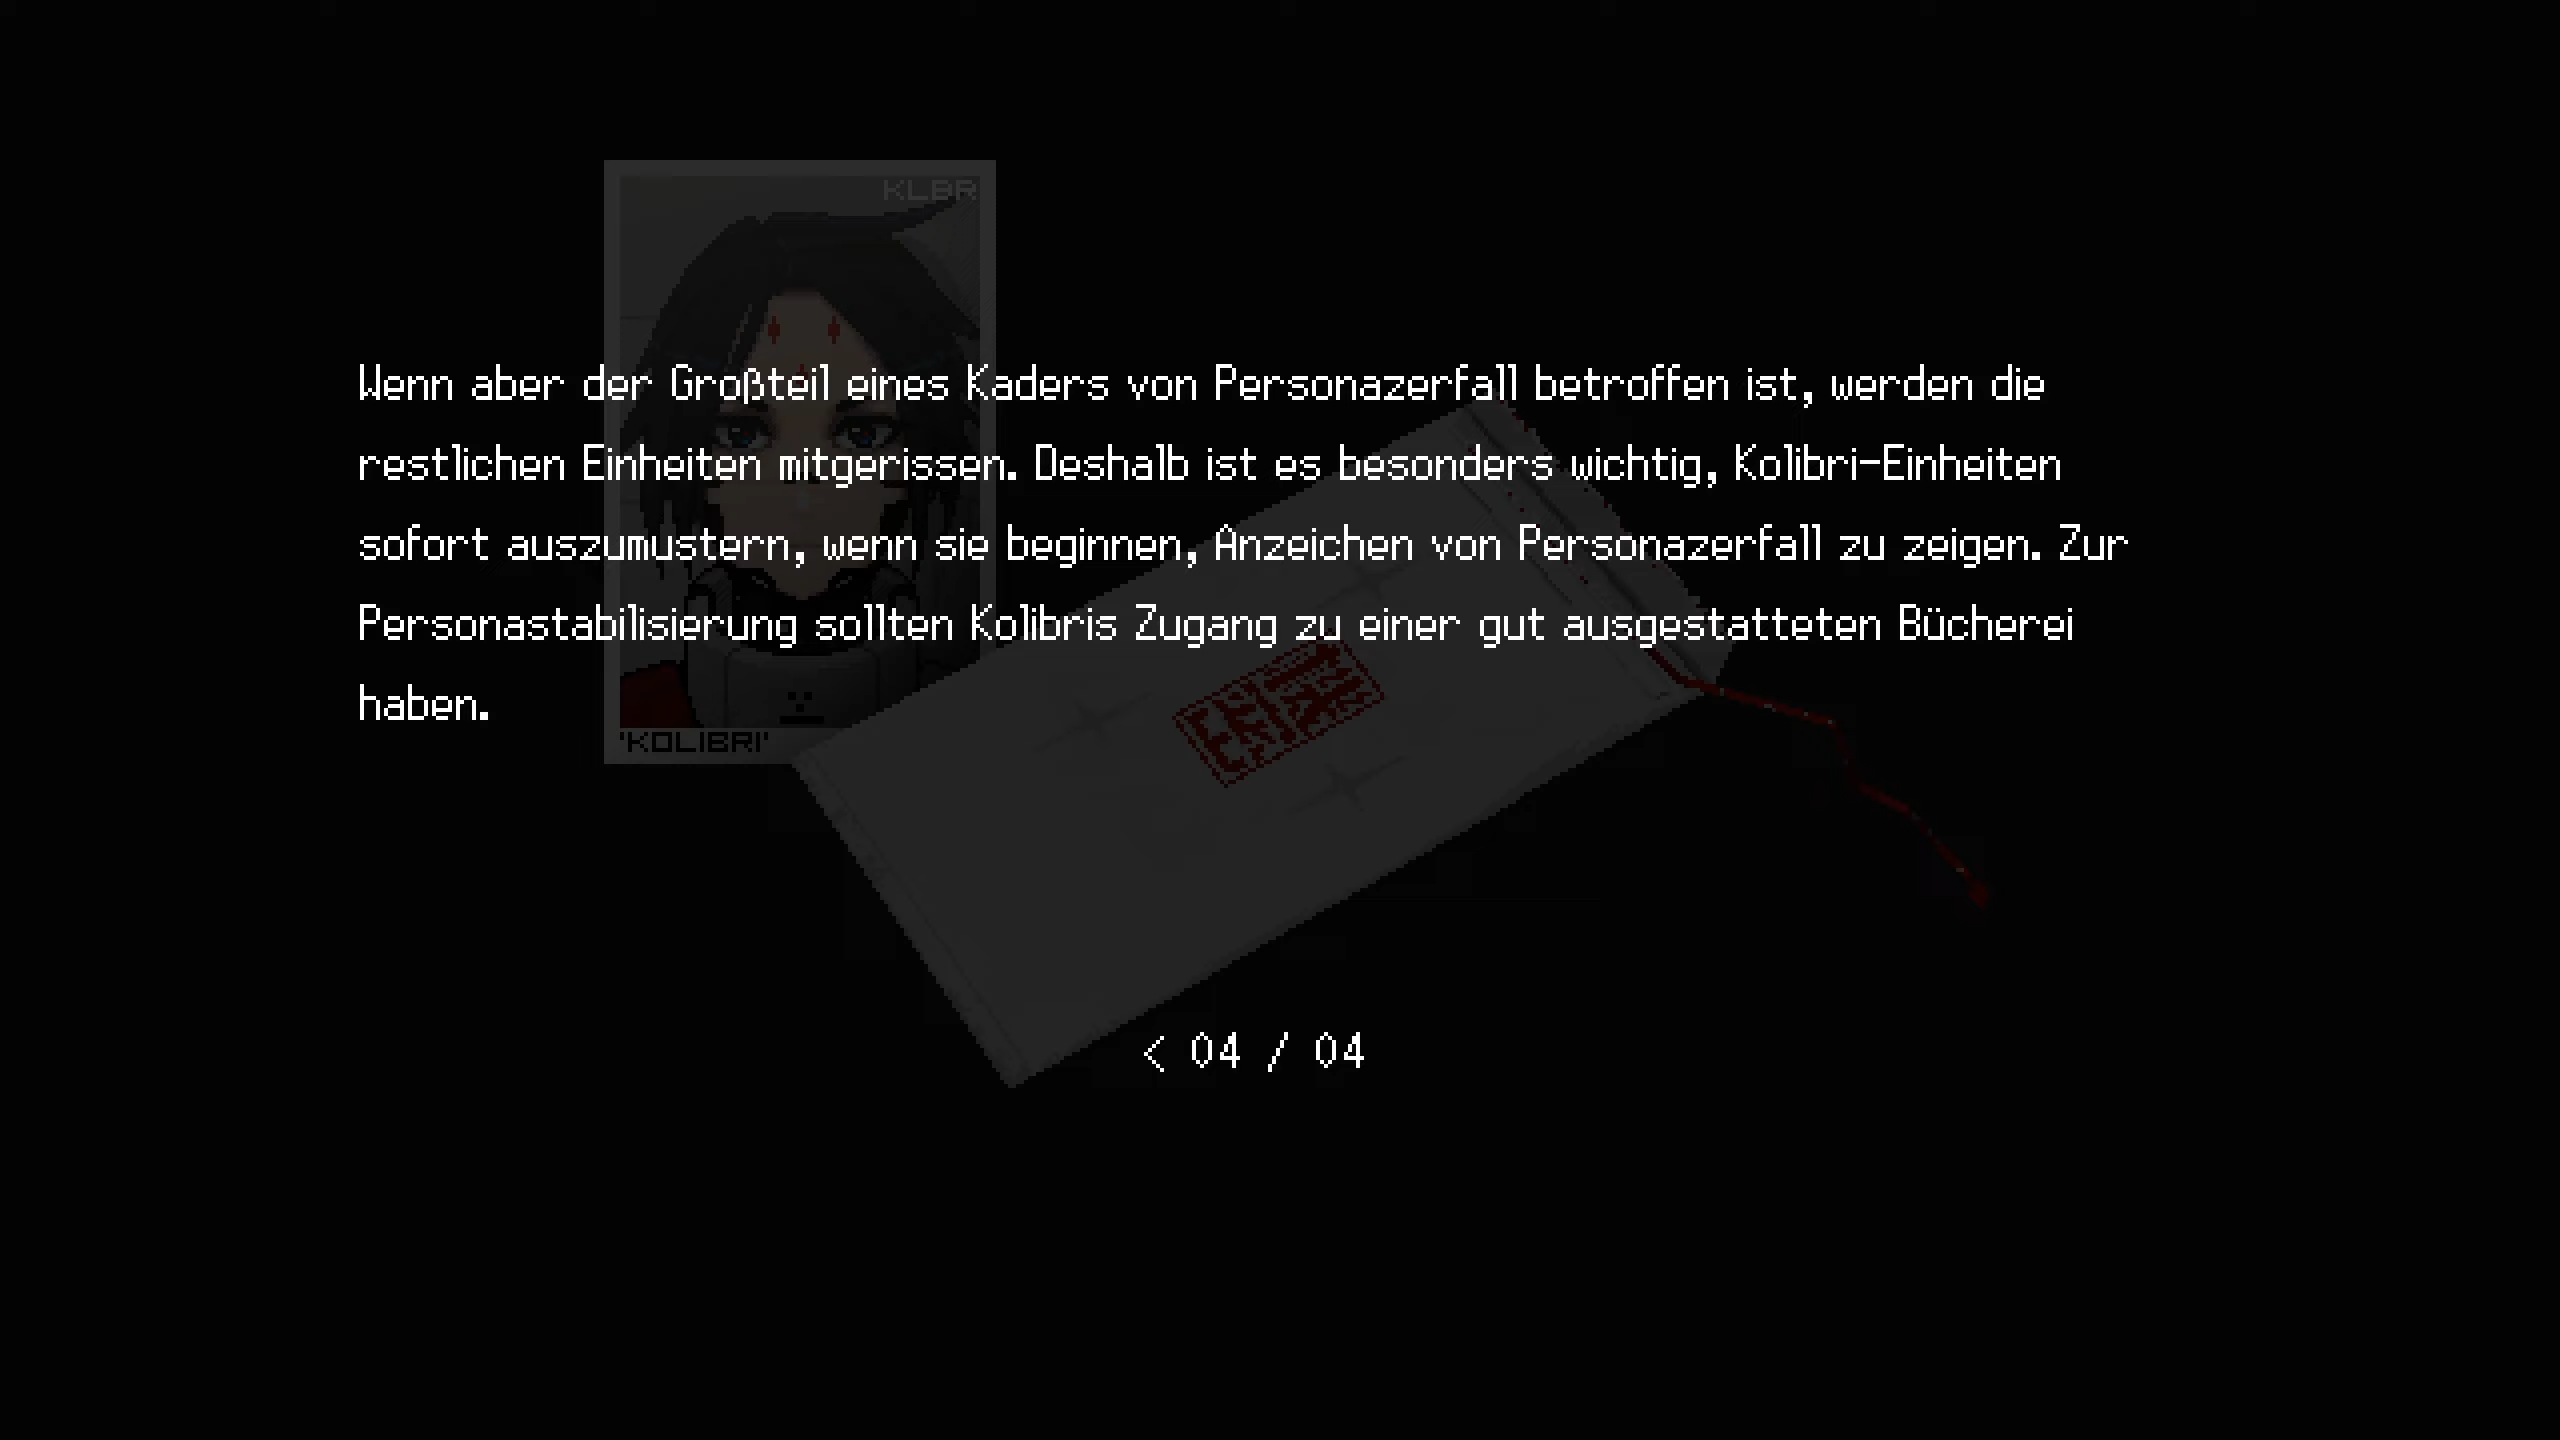 KLBR
Wenn aber der Großteil eines Kaders von Personazerfall betroffen ist, werden die
restlichen Einheiten mitgerissen. Deshalb ist es besonders wichtig, Kolibri-Einheiten
sofort auszumustern, wenn sie beginnen, Anzeichen von Personazerfall zu zeigen. Zur
Personastabilisierung sollten Kolibris Zugang zu einer gut ausgestatteten Bücherei
haben.
"KOLIBRI"
< 04 / 04